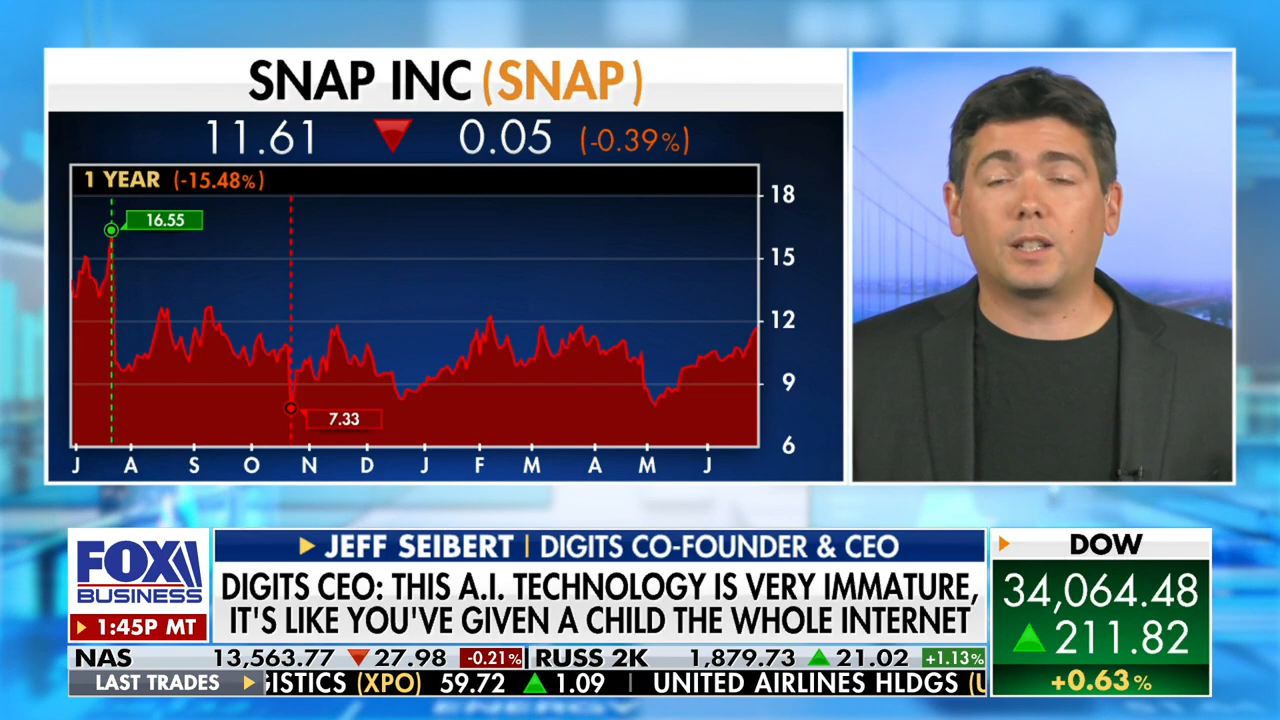 SNAP INC (SNAP)
11.61 ▼ 0.05 (-0.39%)
1 YEAR (-15.48%)
16.55
7.33
18
15
12
9
6
J A S O N D J F M A M J
JEFF SEIBERT | DIGITS CO-FOUNDER & CEO
DIGITS CEO: THIS A.I. TECHNOLOGY IS VERY IMMATURE,
IT'S LIKE YOU'VE GIVEN A CHILD THE WHOLE INTERNET
FOX
BUSINESS
1:45P MT
DOW
34,064.48
▲ 211.82
+0.63%
NAS 13,563.77 ▼ 27.98 -0.21% RUSS 2K 1,879.73 ▲ 21.02 +1.13%
LAST TRADES ISTICS (XPO) 59.72 ▲ 1.09 | UNITED AIRLINES HLDGS (U
ENERGY